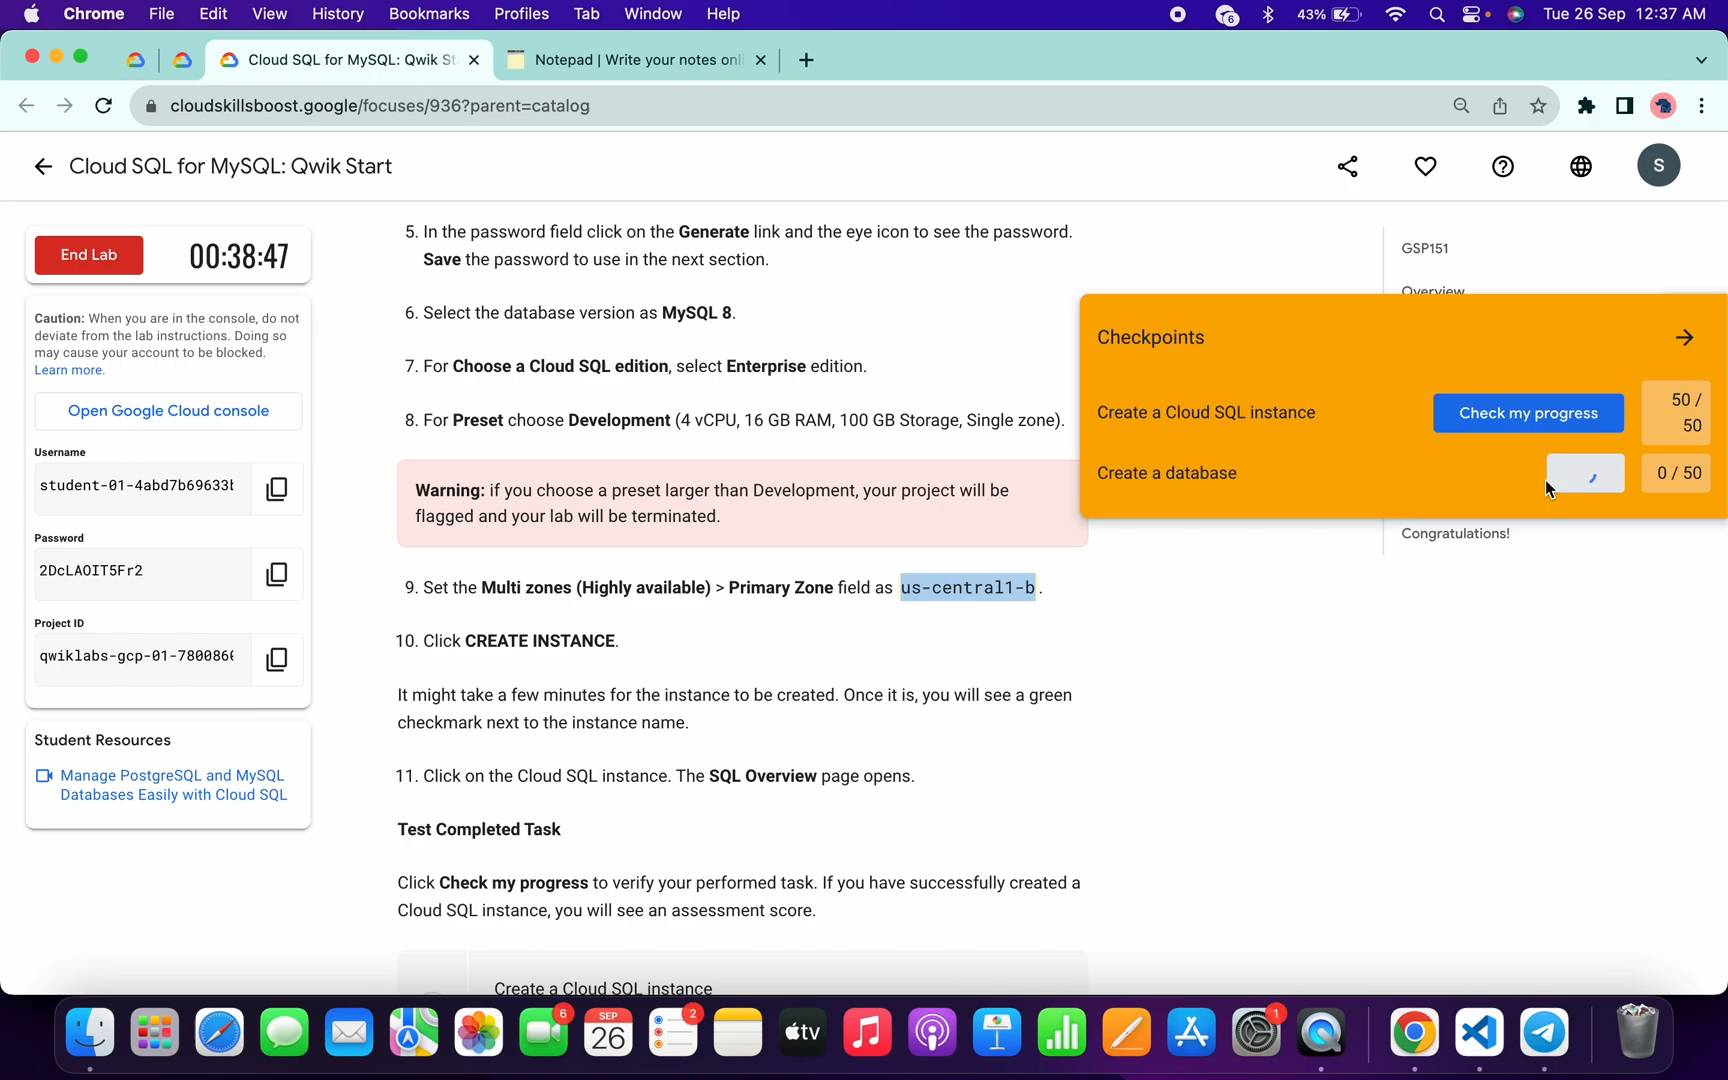 Chrome File Edit View History Bookmarks Profiles Tab Window Help 6 43% Tue 26 Sep 12:37 AM
Cloud SQL for MySQL: Qwik St
Notepad | Write your notes onli
cloudskillsboost.google/focuses/936?parent=catalog
Cloud SQL for MySQL: Qwik Start
S
End Lab 00:38:47
Caution: When you are in the console, do not
deviate from the lab instructions. Doing so
may cause your account to be blocked.
Learn more.
Open Google Cloud console
Username
student-01-4abd7b69633b
Password
2DcLAOIT5Fr2
Project ID
qwiklabs-gcp-01-7800860
Student Resources
Manage PostgreSQL and MySQL
Databases Easily with Cloud SQL
5. In the password field click on the Generate link and the eye icon to see the password.
Save the password to use in the next section.
6. Select the database version as MySQL 8.
7. For Choose a Cloud SQL edition, select Enterprise edition.
8. For Preset choose Development (4 vCPU, 16 GB RAM, 100 GB Storage, Single zone).
Warning: if you choose a preset larger than Development, your project will be
flagged and your lab will be terminated.
9. Set the Multi zones (Highly available) > Primary Zone field as us-central1-b.
10. Click CREATE INSTANCE.
It might take a few minutes for the instance to be created. Once it is, you will see a green
checkmark next to the instance name.
11. Click on the Cloud SQL instance. The SQL Overview page opens.
Test Completed Task
Click Check my progress to verify your performed task. If you have successfully created a
Cloud SQL instance, you will see an assessment score.
Create a Cloud SQL instance
GSP151
Overview
Checkpoints
Create a Cloud SQL instance
Check my progress
50 /
50
Create a database
0 / 50
Congratulations!
6
SEP
26
2
tv
1